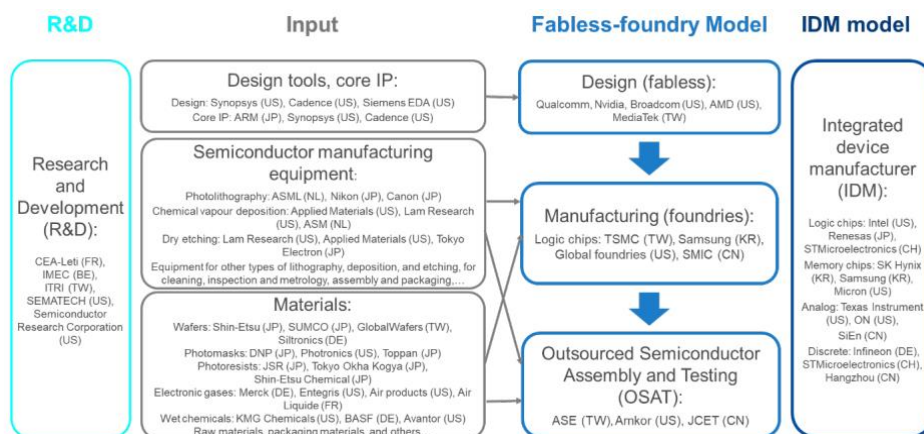 R&D
Input
Fabless-foundry Model
IDM model
Research and
Development
(R&D):
CEA-Leti (FR),
IMEC (BE),
ITRI (TW),
SEMATECH (US),
Semiconductor
Research Corporation
(US)
Design tools, core IP:
Design: Synopsys (US), Cadence (US), Siemens EDA (US)
Core IP: ARM (JP), Synopsys (US), Cadence (US)
Semiconductor manufacturing
equipment:
Photolithography: ASML (NL), Nikon (JP), Canon (JP)
Chemical vapour deposition: Applied Materials (US), Lam Research
(US), ASM (NL)
Dry etching: Lam Research (US), Applied Materials (US), Tokyo
Electron (JP)
Equipment for other types of lithography, deposition, and etching, for
cleaning, inspection and metrology, assembly and packaging,…
Materials:
Wafers: Shin-Etsu (JP), SUMCO (JP), GlobalWafers (TW),
Siltronics (DE)
Photomasks: DNP (JP), Photronics (US), Toppan (JP)
Photoresists: JSR (JP), Tokyo Okha Kogya (JP),
Shin-Etsu Chemical (JP)
Electronic gases: Merck (DE), Entegris (US), Air products (US), Air
Liquide (FR)
Wet chemicals: KMG Chemicals (US), BASF (DE), Avantor (US)
Raw materials, packaging materials, and others
Design (fabless):
Qualcomm, Nvidia, Broadcom (US), AMD (US),
MediaTek (TW)
Manufacturing (foundries):
Logic chips: TSMC (TW), Samsung (KR),
Global foundries (US), SMIC (CN)
Outsourced Semiconductor
Assembly and Testing
(OSAT):
ASE (TW), Amkor (US), JCET (CN)
Integrated
device
manufacturer
(IDM):
Logic chips: Intel (US),
Renesas (JP),
STMicroelectronics (CH)
Memory chips: SK Hynix
(KR), Samsung (KR),
Micron (US)
Analog: Texas Instrument
(US), ON (US),
SiEn (CN)
Discrete: Infineon (DE),
STMicroelectronics (CH),
Hangzhou (CN)